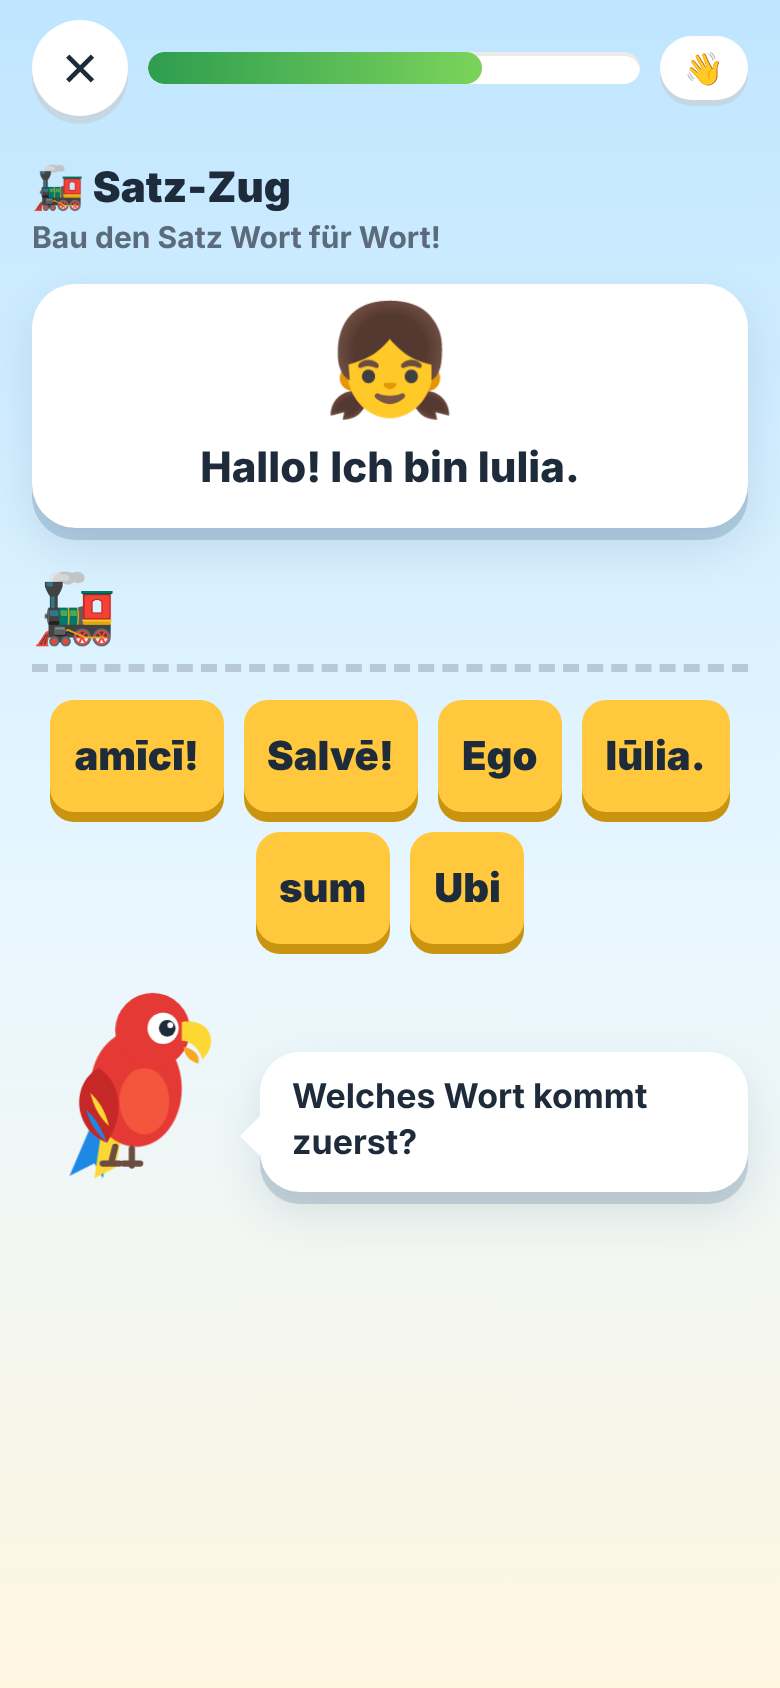 Satz-Zug
Bau den Satz Wort für Wort!
Hallo! Ich bin Iulia.
amīcī!
Salvē!
Ego
Iūlia.
sum
Ubi
Welches Wort kommt
zuerst?